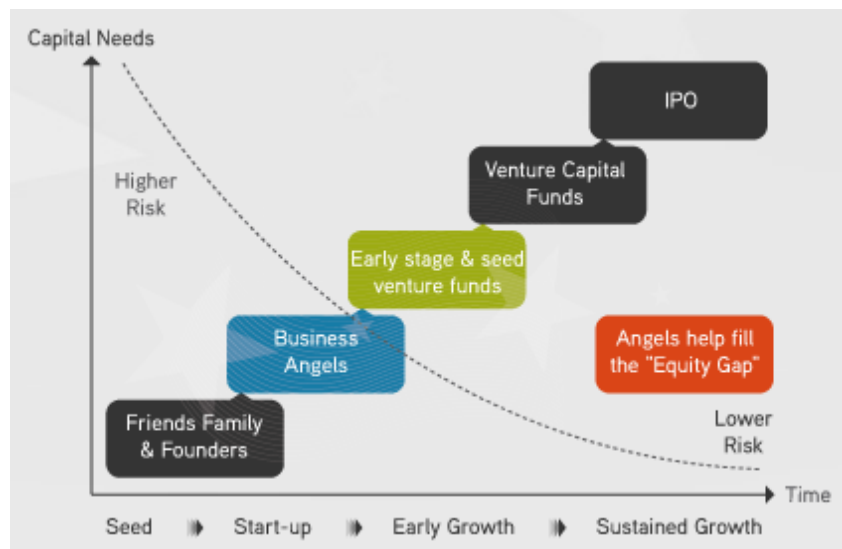 Capital Needs
IPO
Venture Capital
Funds
Higher
Risk
Early stage & seed
venture funds
Business
Angels
Angels help fill
the "Equity Gap"
Friends Family
& Founders
Lower
Risk
Time
Seed
Start-up
Early Growth
Sustained Growth